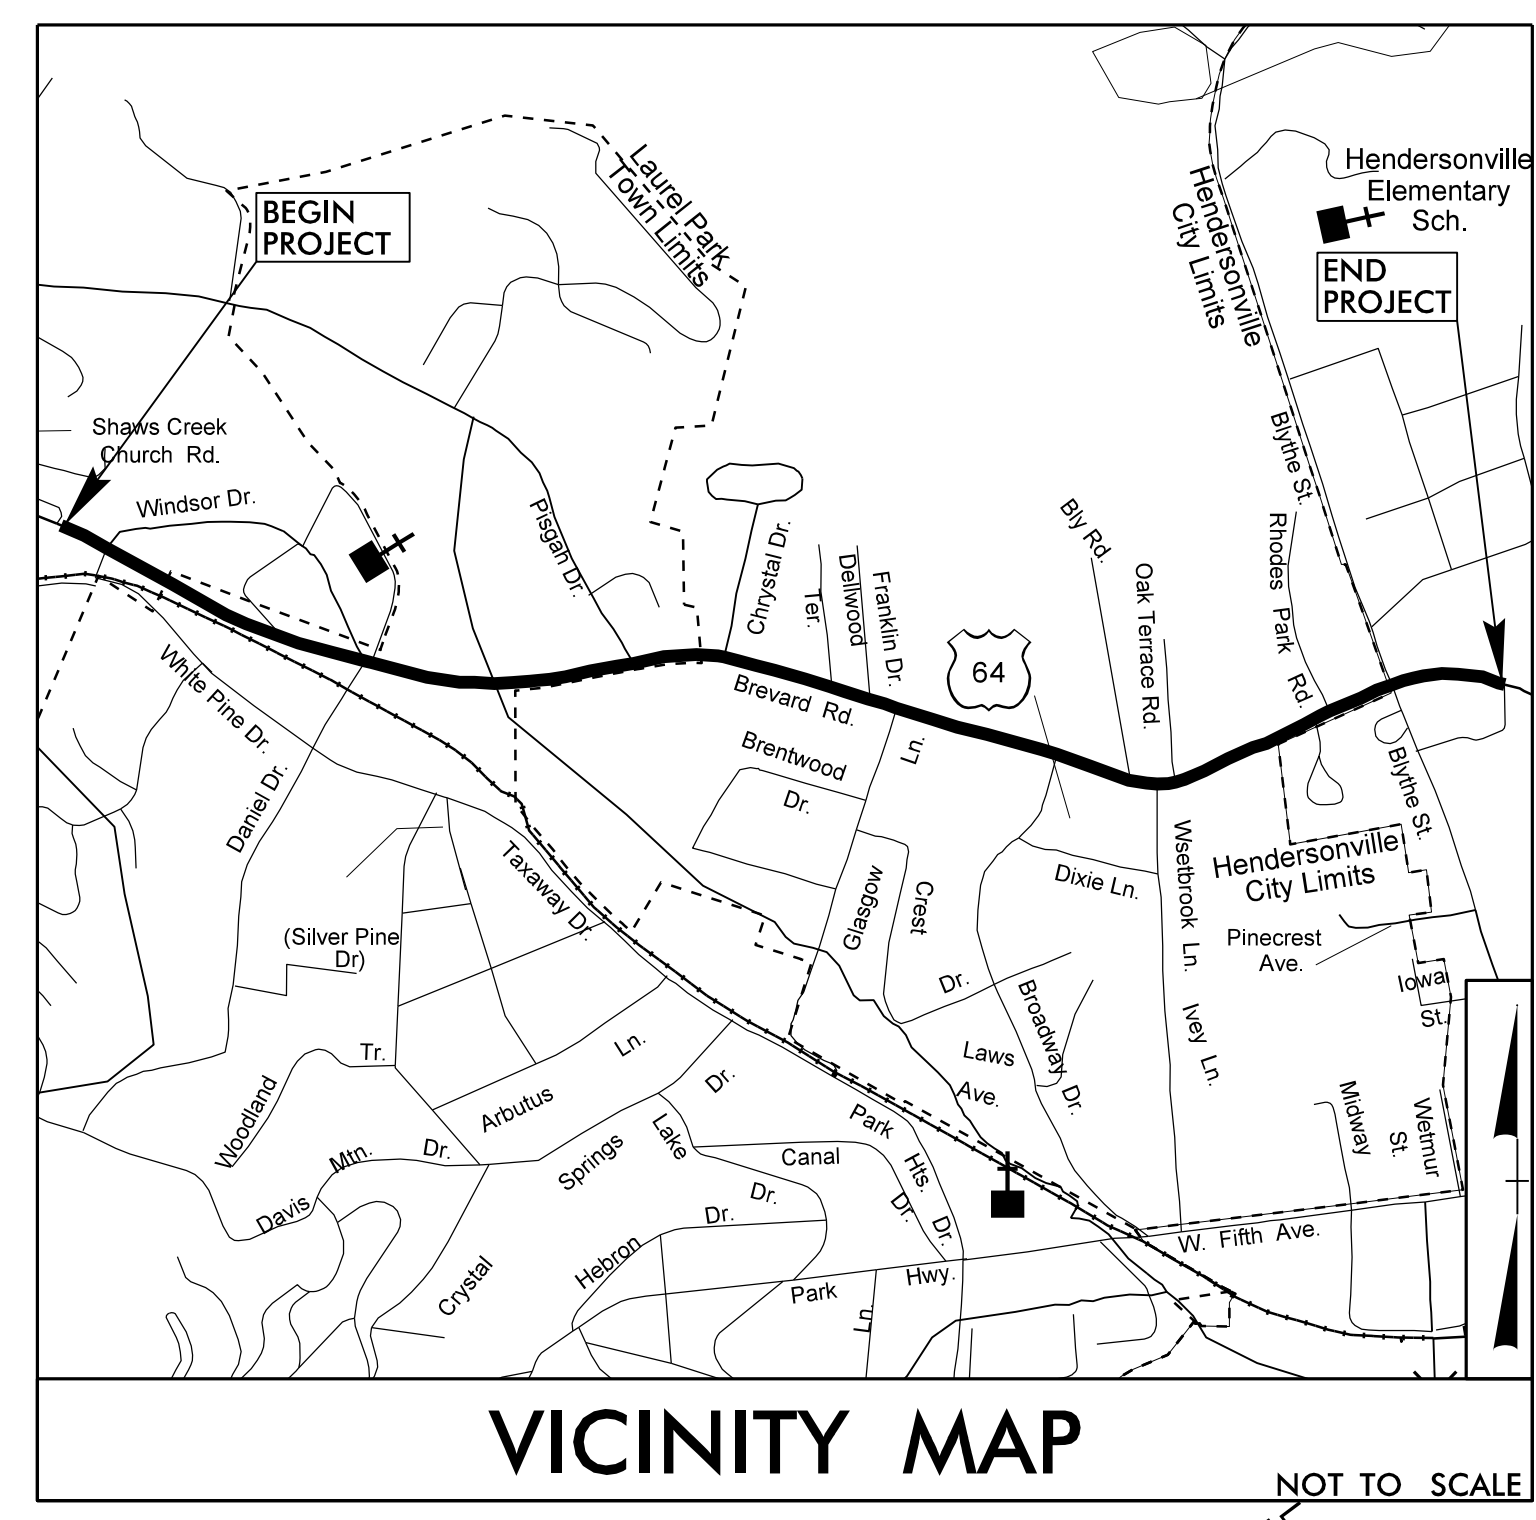 Laurel Park
Town Limits
Hendersonville
City Limits
Hendersonville
Elementary
Sch.
BEGIN
PROJECT
END
PROJECT
Shaws Creek
Church Rd.
Windsor Dr.
Pisgah Dr.
Chrystal Dr.
Ter.
Dellwood
Franklin Dr.
64
Bly Rd.
Oak Terrace Rd.
Rhodes Park Rd.
Blythe St.
White Pine Dr.
Daniel Dr.
Brevard Rd.
Brentwood
Dr.
Ln.
Glasgow
Crest
Dr.
Dixie Ln.
Wsetbrook Ln.
Ivey Ln.
Blythe St.
Hendersonville
City Limits
Pinecrest
Ave.
Iowa
St.
Taxaway Dr.
(Silver Pine
Dr)
Broadway Dr.
Laws
Ave.
Woodland
Tr.
Arbutus
Ln.
Davis
Mtn.
Dr.
Springs
Dr.
Lake
Dr.
Canal
Dr.
Park
Hts.
Dr.
Midway
St.
Wetmur
Crystal
Hebron
Dr.
Park
Hwy.
Ln.
W. Fifth Ave.
VICINITY MAP
NOT TO SCALE